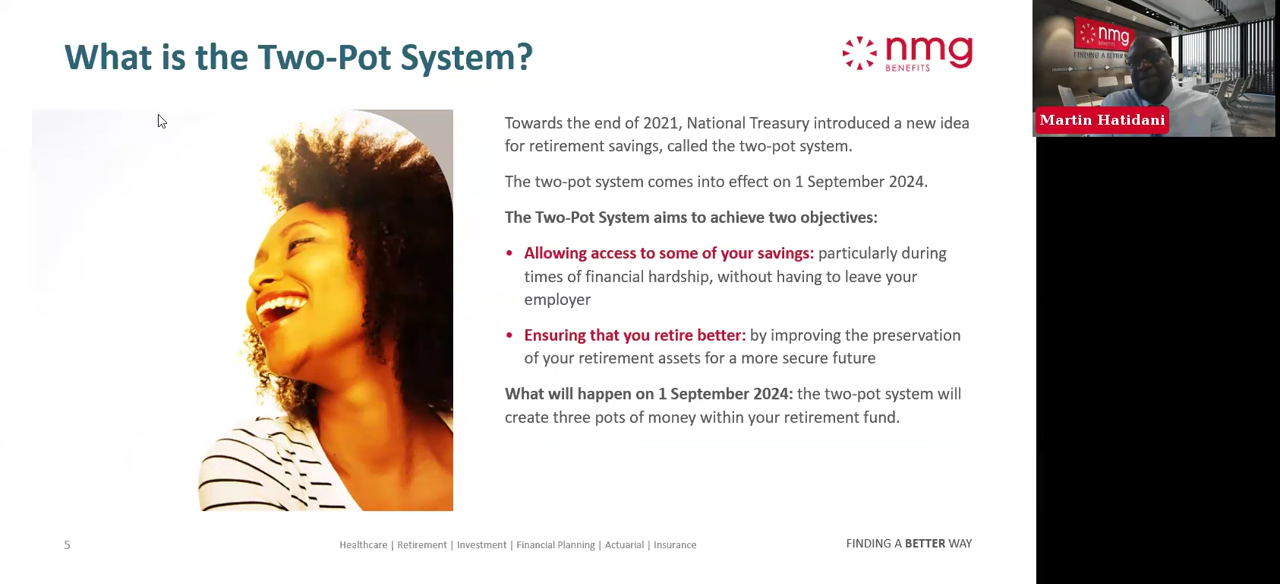 What is the Two-Pot System?
nmg
BENEFITS
nmg
BENEFITS
FINDING A BETTER
Martin Hatidani
Towards the end of 2021, National Treasury introduced a new idea
for retirement savings, called the two-pot system.
The two-pot system comes into effect on 1 September 2024.
The Two-Pot System aims to achieve two objectives:
• Allowing access to some of your savings: particularly during
times of financial hardship, without having to leave your
employer
• Ensuring that you retire better: by improving the preservation
of your retirement assets for a more secure future
What will happen on 1 September 2024: the two-pot system will
create three pots of money within your retirement fund.
5
Healthcare | Retirement | Investment | Financial Planning | Actuarial | Insurance
FINDING A BETTER WAY